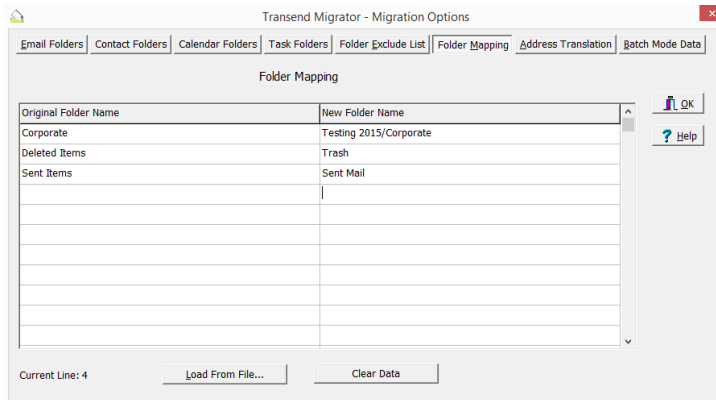 Transend Migrator - Migration Options
Email Folders Contact Folders Calendar Folders Task Folders Folder Exclude List Folder Mapping Address Translation Batch Mode Data
Folder Mapping
OK
Original Folder Name New Folder Name
Corporate Testing 2015/Corporate
? Help
Deleted Items Trash
Sent Items Sent Mail
Current Line: 4 Load From File... Clear Data